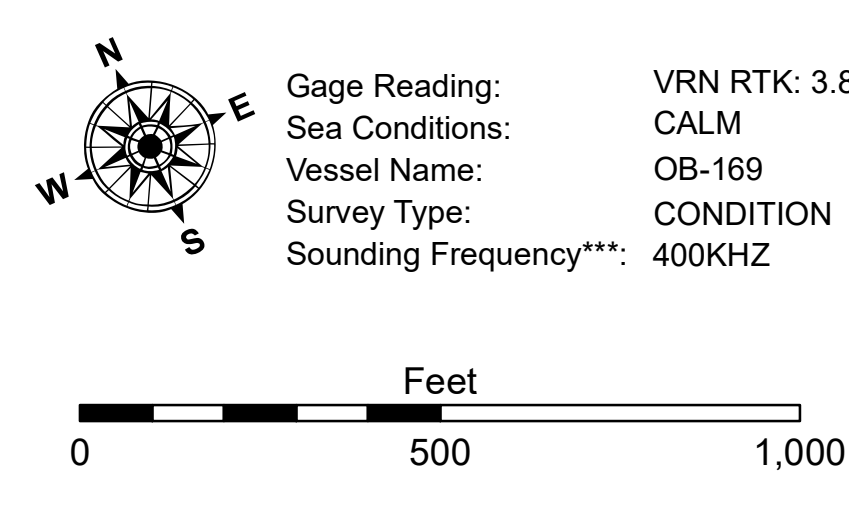 N
E
W
S
Gage Reading: VRN RTK: 3.8
Sea Conditions: CALM
Vessel Name: OB-169
Survey Type: CONDITION
Sounding Frequency***: 400KHZ
Feet
0 500 1,000